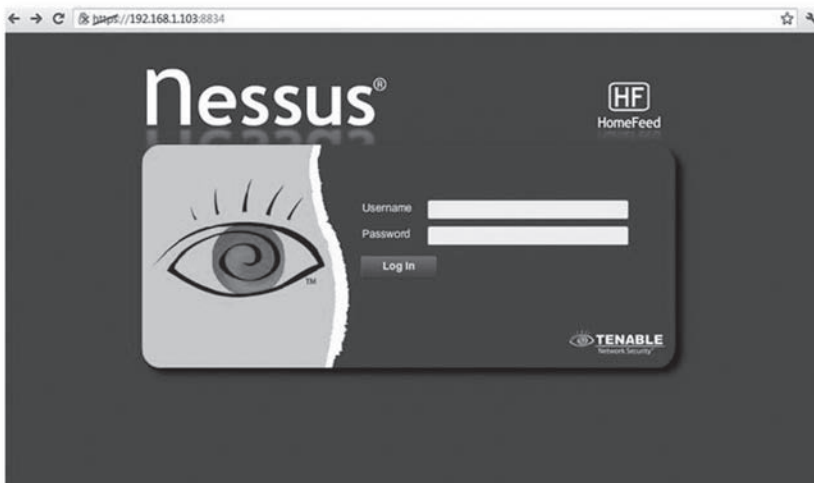 https://192.168.1.103:8834
nessus®
HF
HomeFeed
Username
Password
Log In
TM
TENABLE
Network Security®